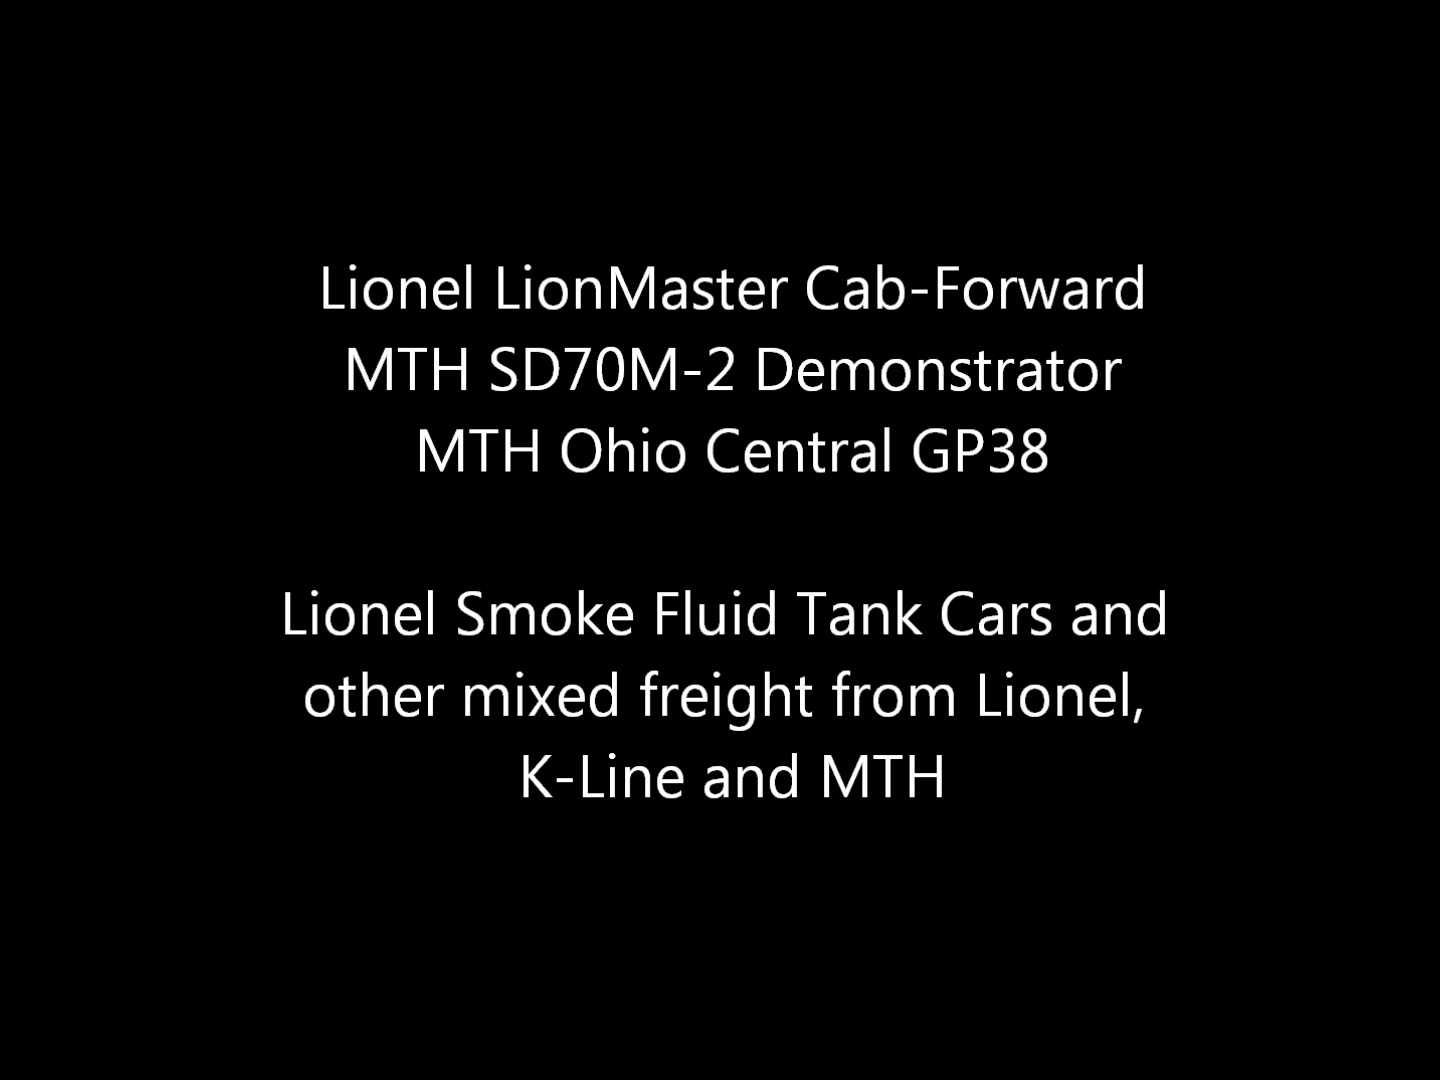 Lionel LionMaster Cab-Forward
MTH SD70M-2 Demonstrator
MTH Ohio Central GP38
Lionel Smoke Fluid Tank Cars and
other mixed freight from Lionel,
K-Line and MTH